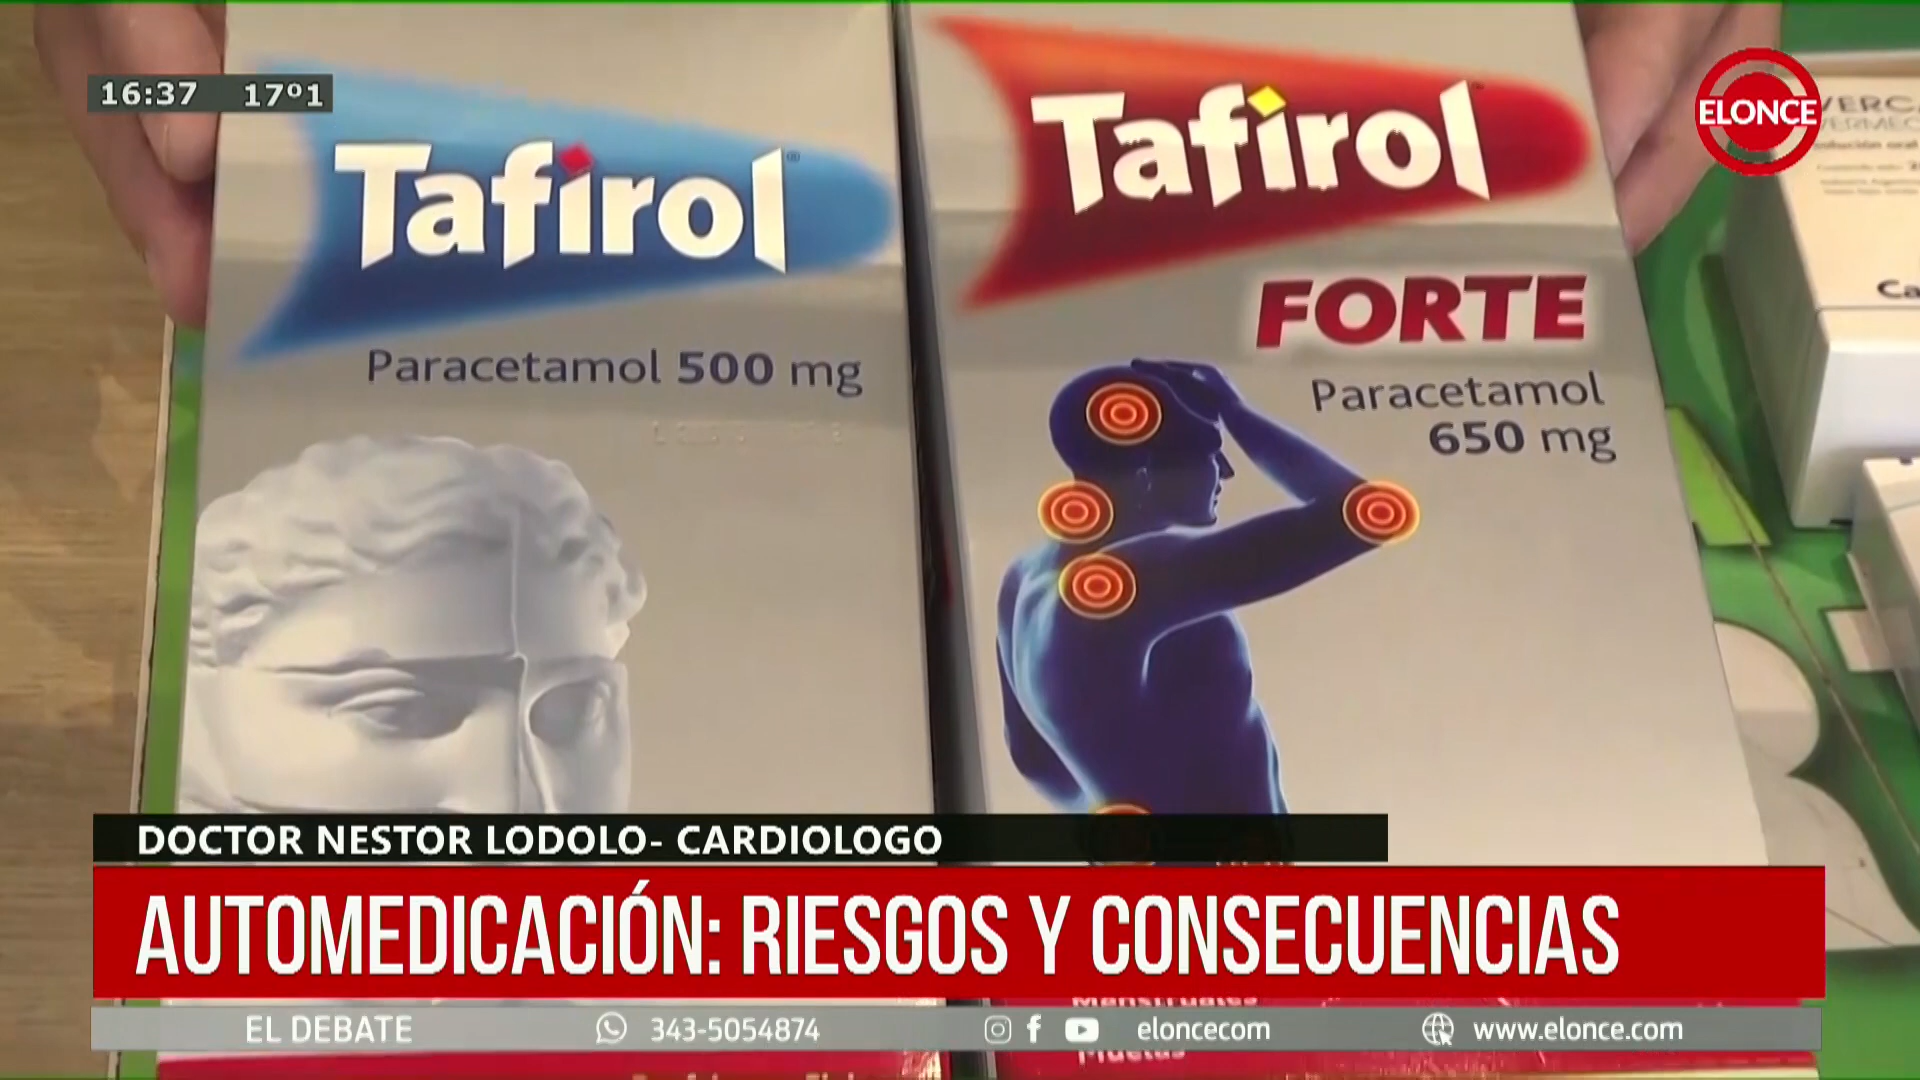 16:37 17º1
ELONCE
Tafirol®
Paracetamol 500 mg
Tafirol
FORTE
Paracetamol
650 mg
DOCTOR NESTOR LODOLO- CARDIOLOGO
AUTOMEDICACIÓN: RIESGOS Y CONSECUENCIAS
EL DEBATE 343-5054874 eloncecom www.elonce.com